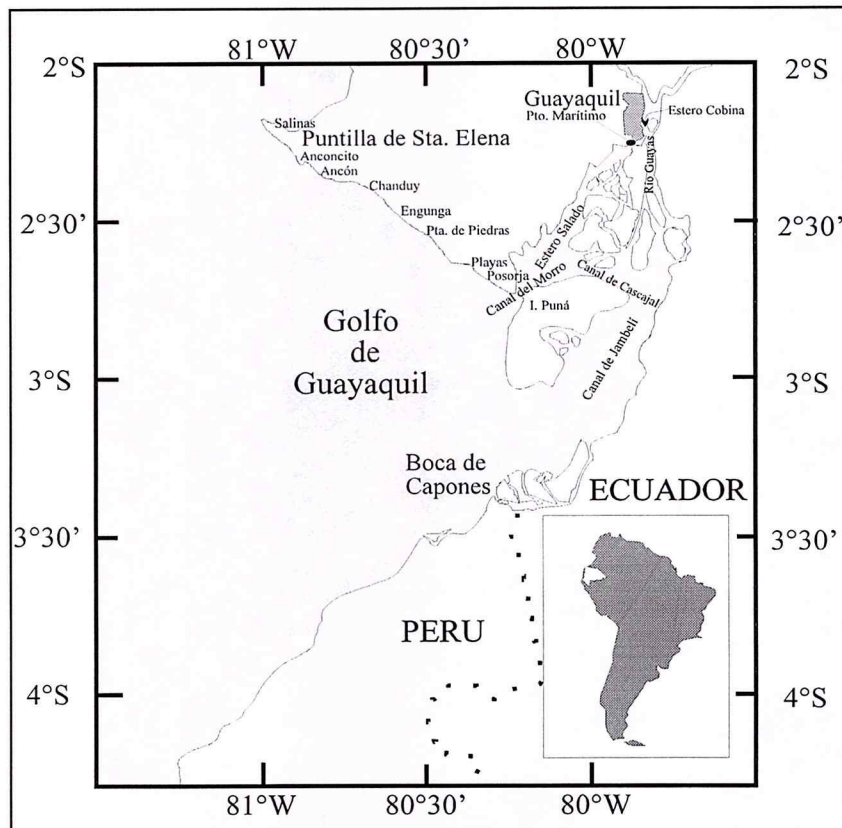 81°W
80°30'
80°W
2°S
2°S
Guayaquil
Pto. Marítimo
Estero Cobina
Salinas
Puntilla de Sta. Elena
Río Guayas
Anconcito
Ancón
Chanduy
Engunga
Pta. de Piedras
2°30'
2°30'
Estero Salado
Playas
Posorja
Canal del Morro
Canal de Cascajal
I. Puná
Canal de Jambeli
Golfo
de
Guayaquil
3°S
3°S
Boca de
Capones
ECUADOR
3°30'
3°30'
PERU
4°S
4°S
81°W
80°30'
80°W